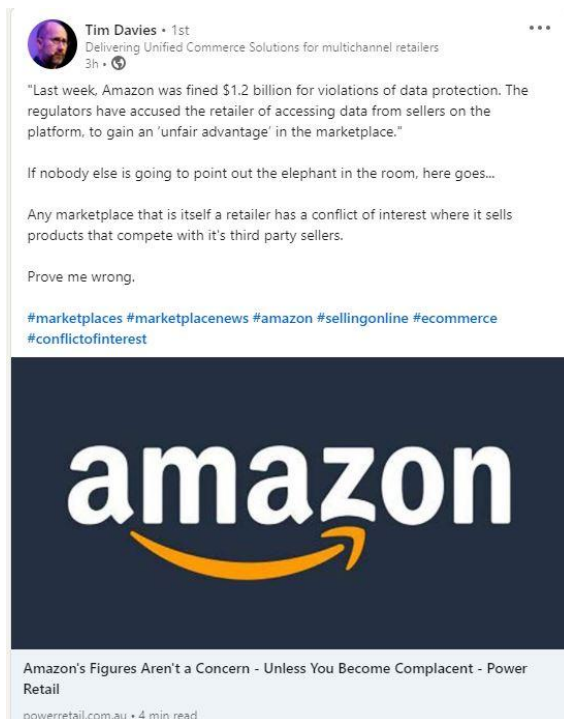 Tim Davies • 1st
Delivering Unified Commerce Solutions for multichannel retailers
3h •
"Last week, Amazon was fined $1.2 billion for violations of data protection. The
regulators have accused the retailer of accessing data from sellers on the
platform, to gain an 'unfair advantage' in the marketplace."
If nobody else is going to point out the elephant in the room, here goes...
Any marketplace that is itself a retailer has a conflict of interest where it sells
products that compete with it's third party sellers.
Prove me wrong.
#marketplaces #marketplacenews #amazon #sellingonline #ecommerce
#conflictofinterest
amazon
Amazon's Figures Aren't a Concern - Unless You Become Complacent - Power
Retail
powerretail.com.au • 4 min read